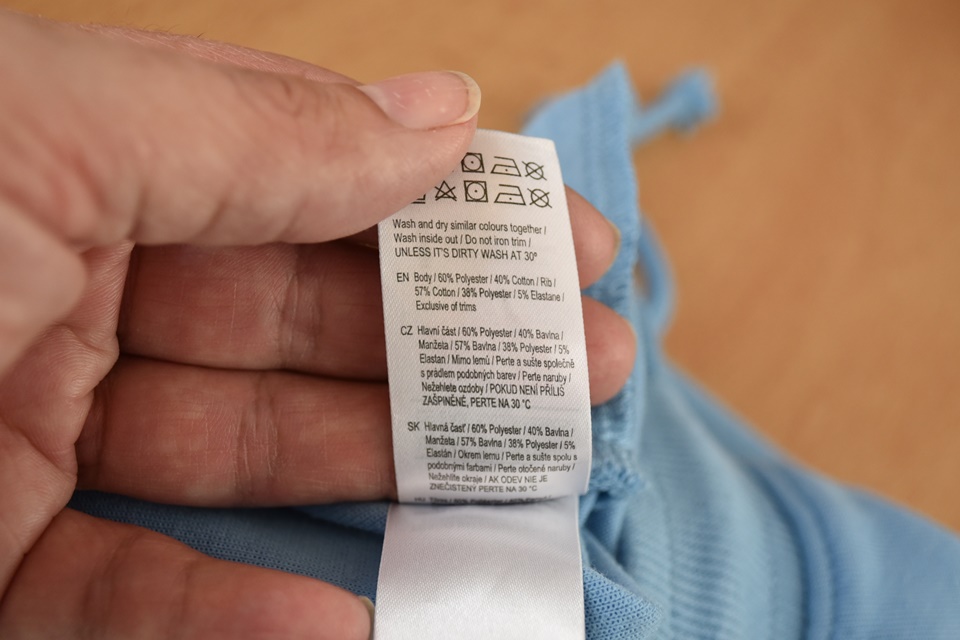 Wash and dry similar colours together /
Wash inside out / Do not iron trim /
UNLESS IT'S DIRTY WASH AT 30º
EN Body / 60% Polyester / 40% Cotton / Rib /
57% Cotton / 38% Polyester / 5% Elastane /
Exclusive of trims
CZ Hlavní část / 60% Polyester / 40% Bavlna /
Manžeta / 57% Bavlna / 38% Polyester / 5%
Elastan / Mimo lemů / Perte a sušte společně
s prádlem podobných barev / Perte naruby /
Nežehlete ozdoby / POKUD NENÍ PŘÍLIŠ
ZAŠPINĚNÉ, PERTE NA 30 °C
SK Hlavná časť / 60% Polyester / 40% Bavlna /
Manžeta / 57% Bavlna / 38% Polyester / 5%
Elastán / Okrem lemu / Perte a sušte spolu s
podobnými farbami / Perte otočené naruby /
Nežehlite okraje / AK ODEV NIE JE
ZNEČISTENÝ PERTE NA 30 °C